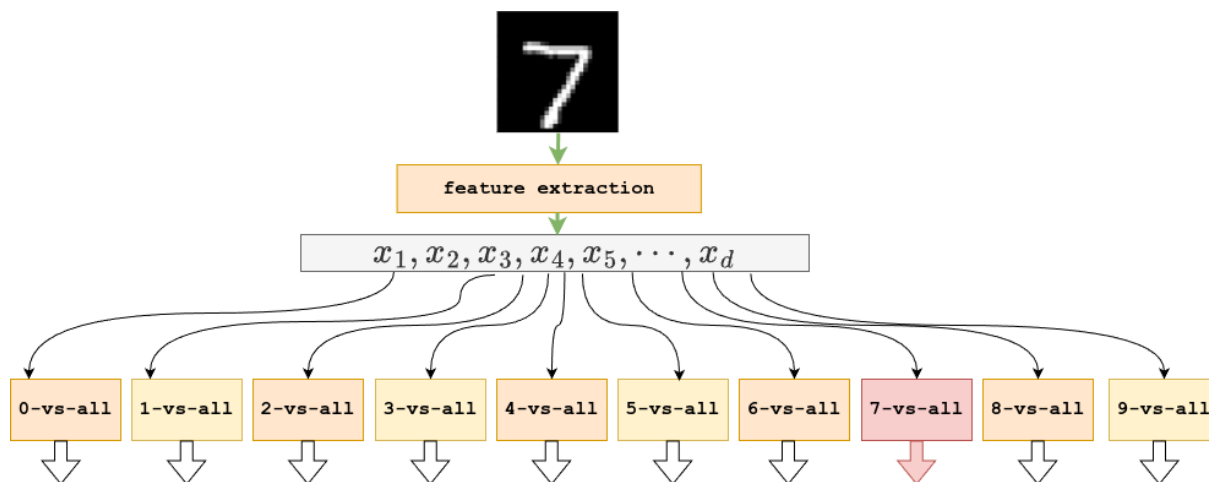 7
feature extraction
x₁, x₂, x₃, x₄, x₅, ⋯, x_d
0-vs-all 1-vs-all 2-vs-all 3-vs-all 4-vs-all 5-vs-all 6-vs-all 7-vs-all 8-vs-all 9-vs-all